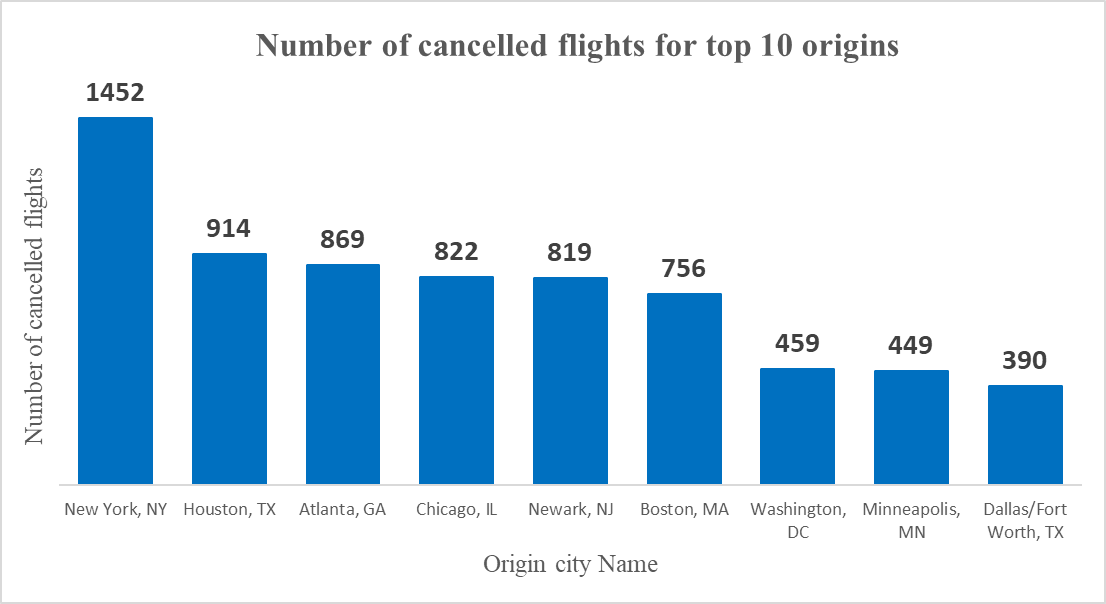 Number of cancelled flights for top 10 origins
Number of cancelled flights
1452
914
869
822
819
756
459
449
390
New York, NY
Houston, TX
Atlanta, GA
Chicago, IL
Newark, NJ
Boston, MA
Washington,
DC
Minneapolis,
MN
Dallas/Fort
Worth, TX
Origin city Name